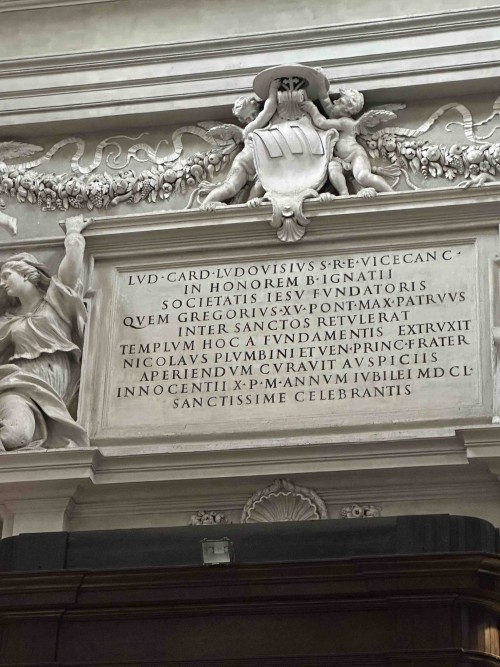 LVD·CARD·LVDOVISIVS S·R·E·VICECANC·
IN HONOREM B·IGNATII
SOCIETATIS IESV FVNDATORIS
QVEM GREGORIVS·XV·PONT·MAX·PATRVVS
INTER SANCTOS RETVLERAT
TEMPLVM HOC A FVNDAMENTIS EXTRVXIT
NICOLAVS PLVMBINI ET VEN·PRINC·FRATER
APERIENDVM CVRAVIT AVSPICIIS
INNOCENTII X·P·M·ANNVM IVBILEI MDCL·
SANCTISSIME CELEBRANTIS